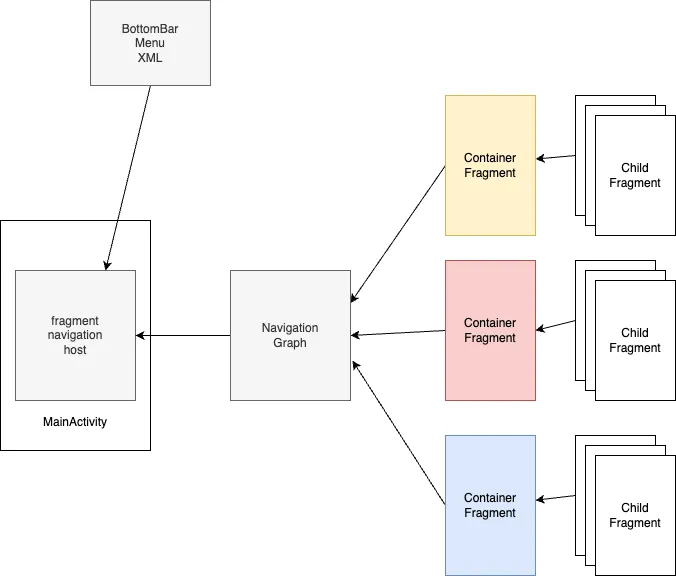 BottomBar
Menu
XML
Container
Fragment
Child
Fragment
fragment
navigation
host
MainActivity
Navigation
Graph
Container
Fragment
Child
Fragment
Container
Fragment
Child
Fragment